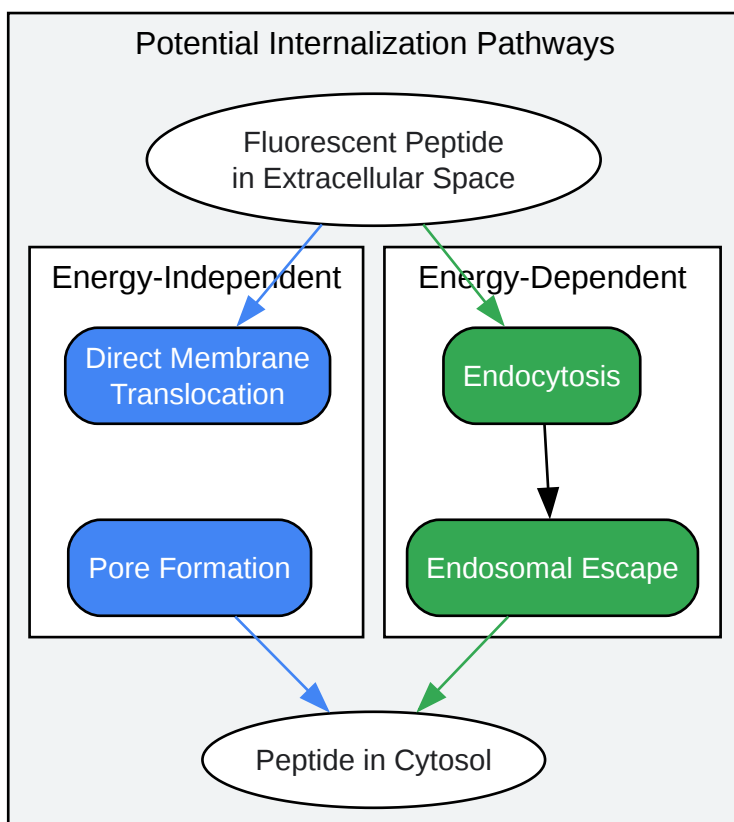 Potential Internalization Pathways
Fluorescent Peptide
in Extracellular Space
Energy-Independent
Energy-Dependent
Direct Membrane
Translocation
Endocytosis
Pore Formation
Endosomal Escape
Peptide in Cytosol